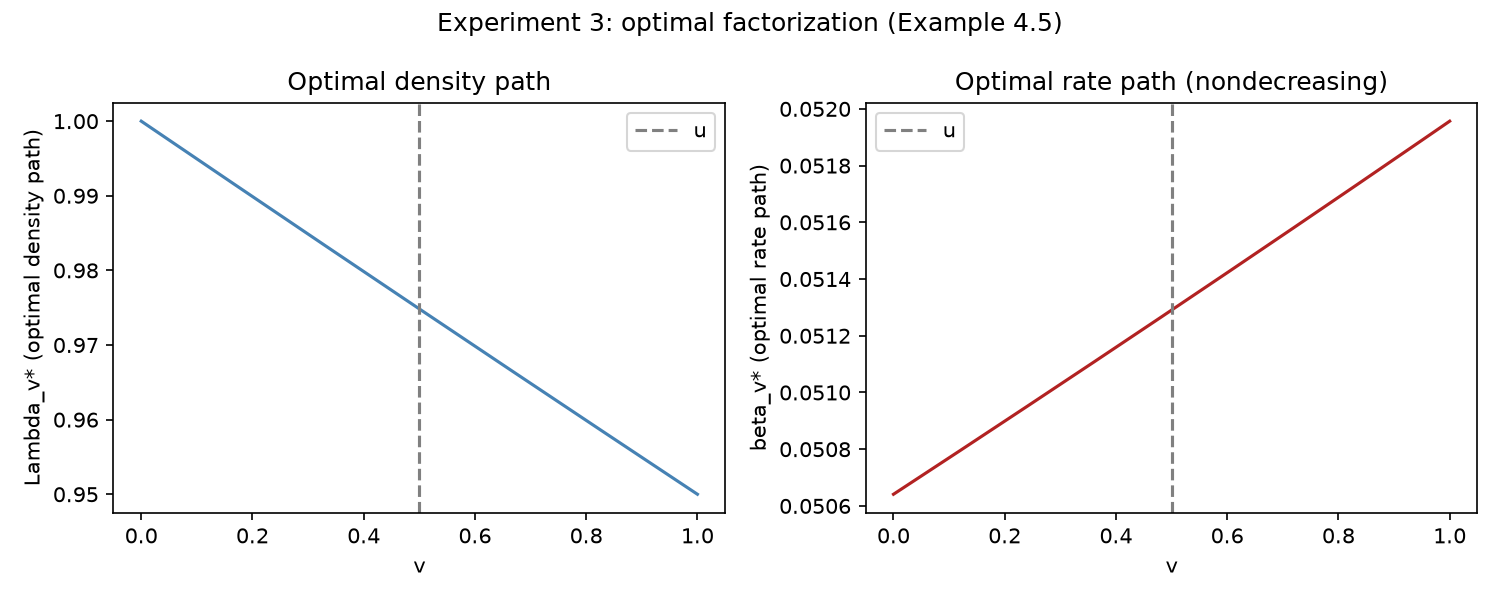 Experiment 3: optimal factorization (Example 4.5)
Optimal density path
Lambda_v* (optimal density path)
1.00
0.99
0.98
0.97
0.96
0.95
0.0 0.2 0.4 0.6 0.8 1.0
v
u
Optimal rate path (nondecreasing)
beta_v* (optimal rate path)
0.0520
0.0518
0.0516
0.0514
0.0512
0.0510
0.0508
0.0506
0.0 0.2 0.4 0.6 0.8 1.0
v
u